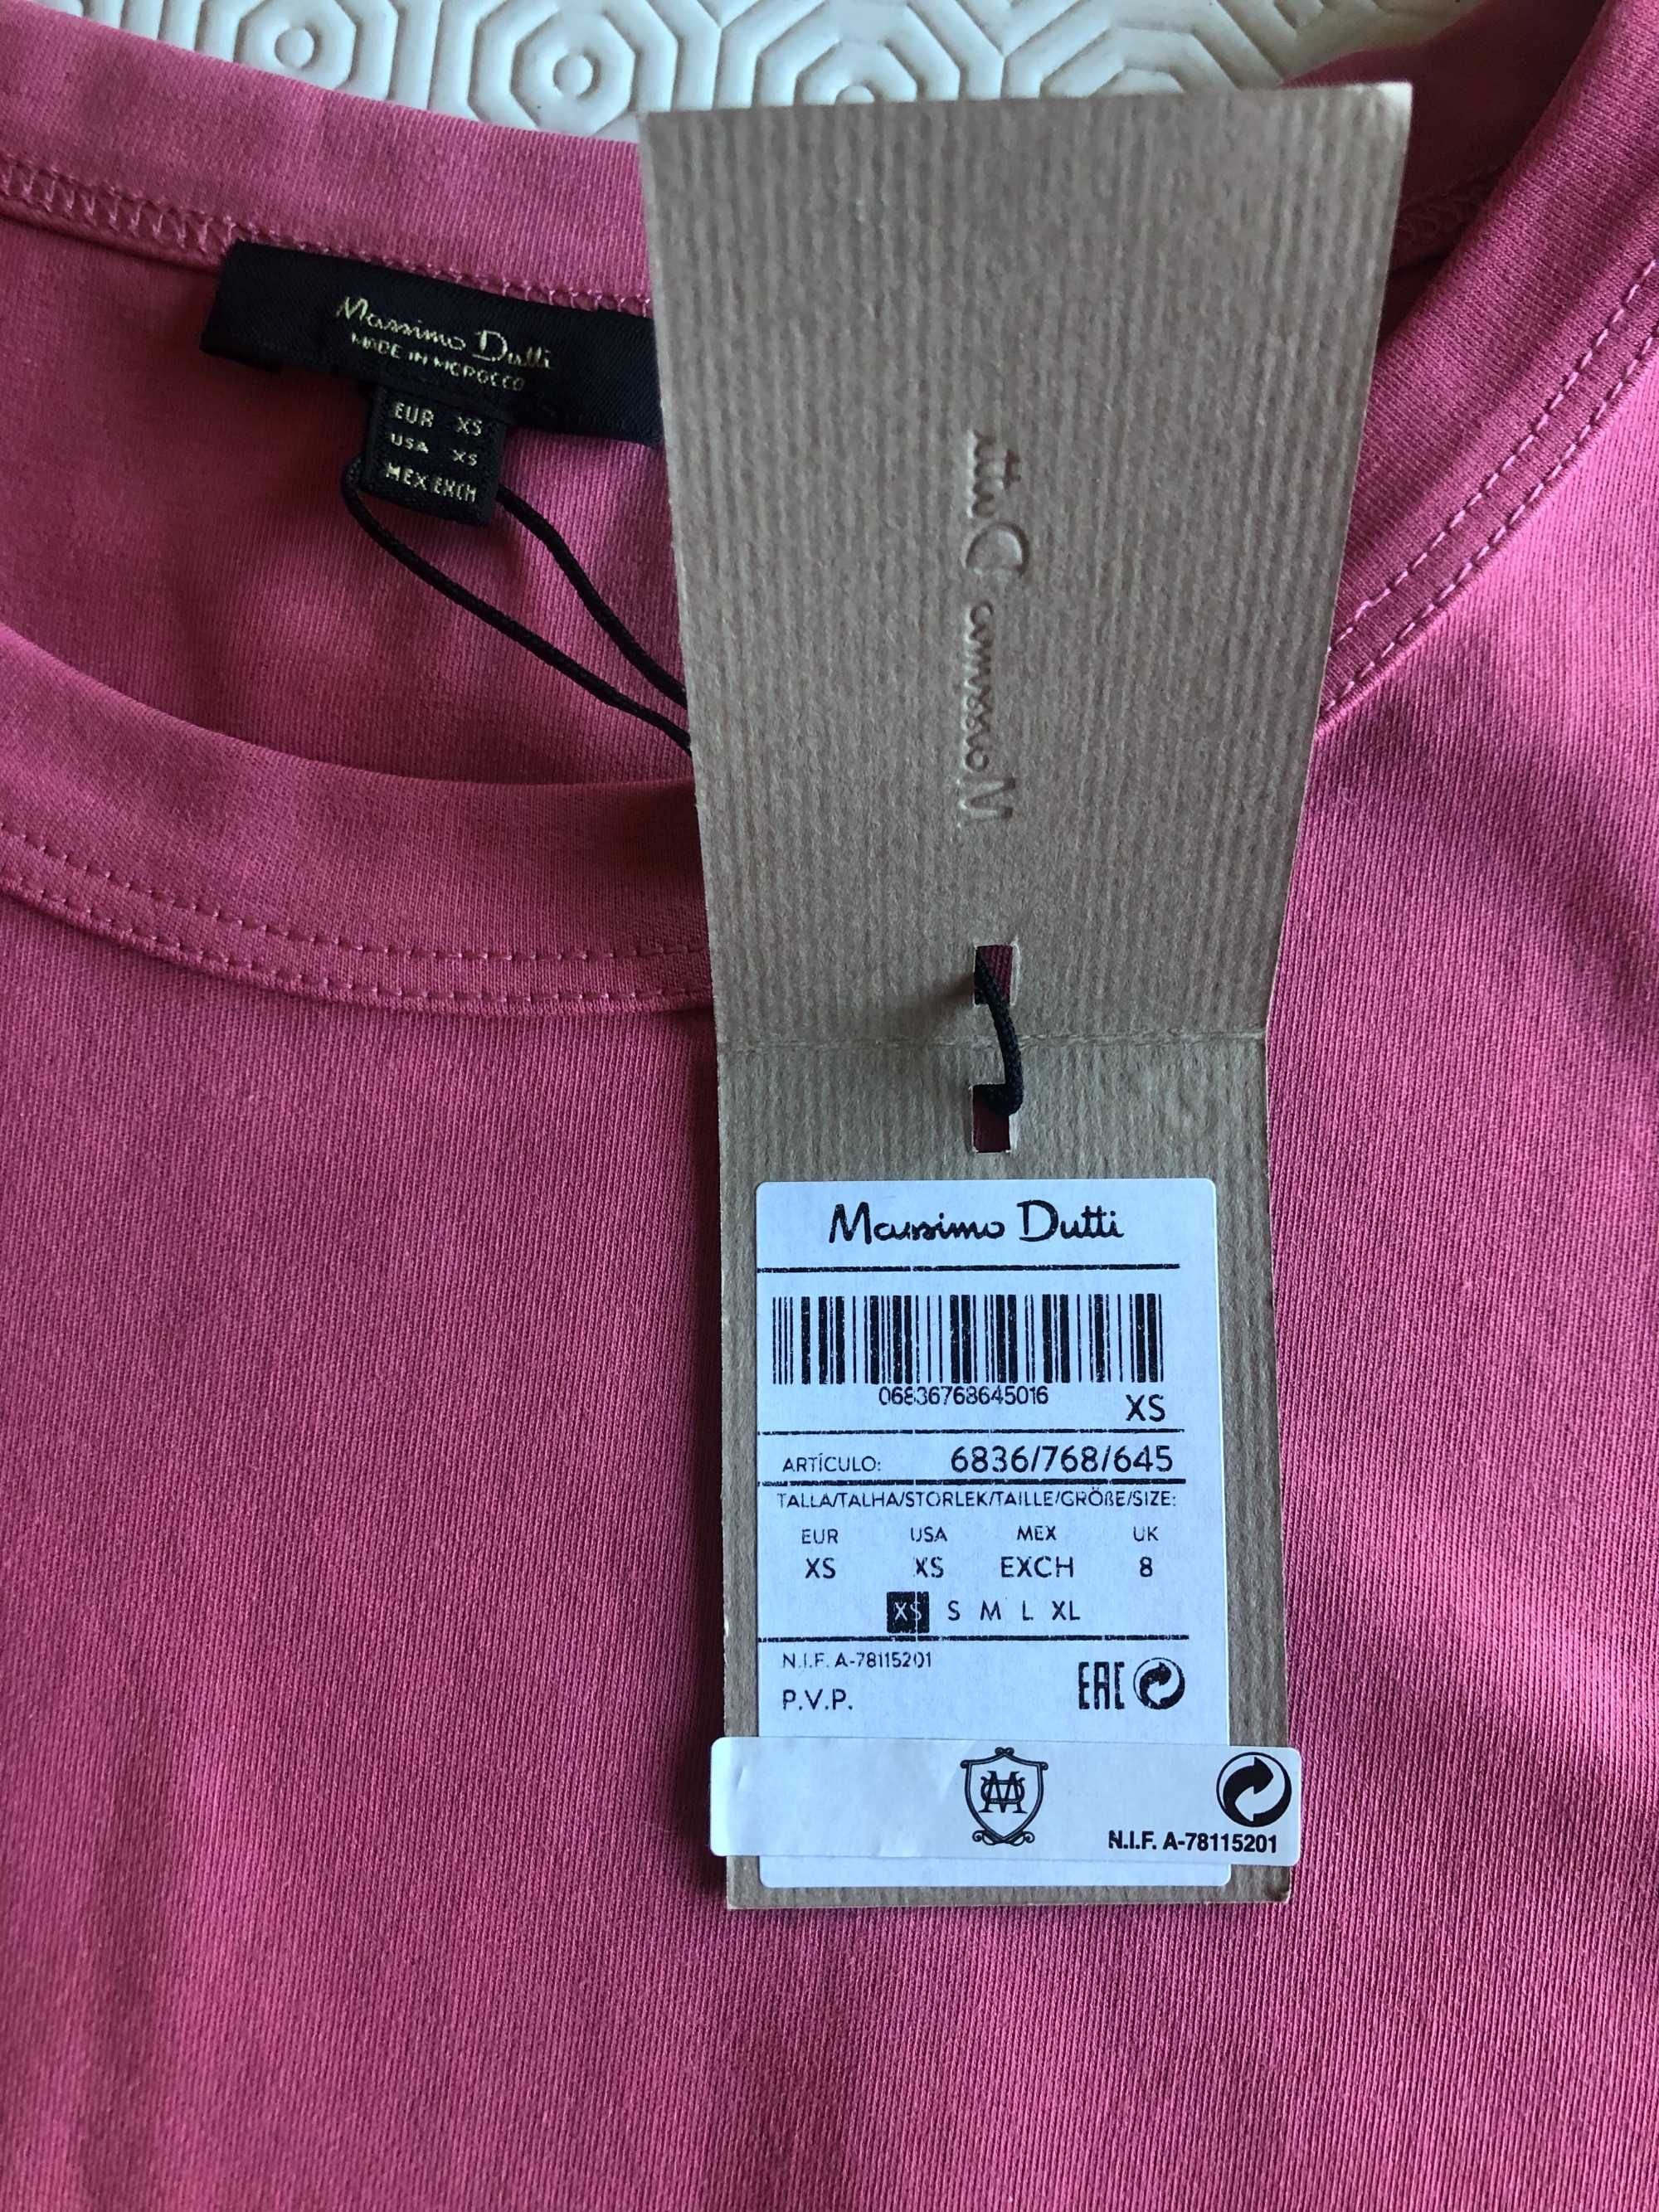 Massimo Dutti
MADE IN MOROCCO
EUR XS
USA XS
MEX EXCH
Massimo Dutti
Massimo Dutti
06836768645016
XS
ARTÍCULO: 6836/768/645
TALLA/TALHA/STORLEK/TAILLE/GRÖßE/SIZE:
EUR USA MEX UK
XS XS EXCH 8
XS S M L XL
N.I.F. A-78115201
P.V.P. EAC
N.I.F. A-78115201